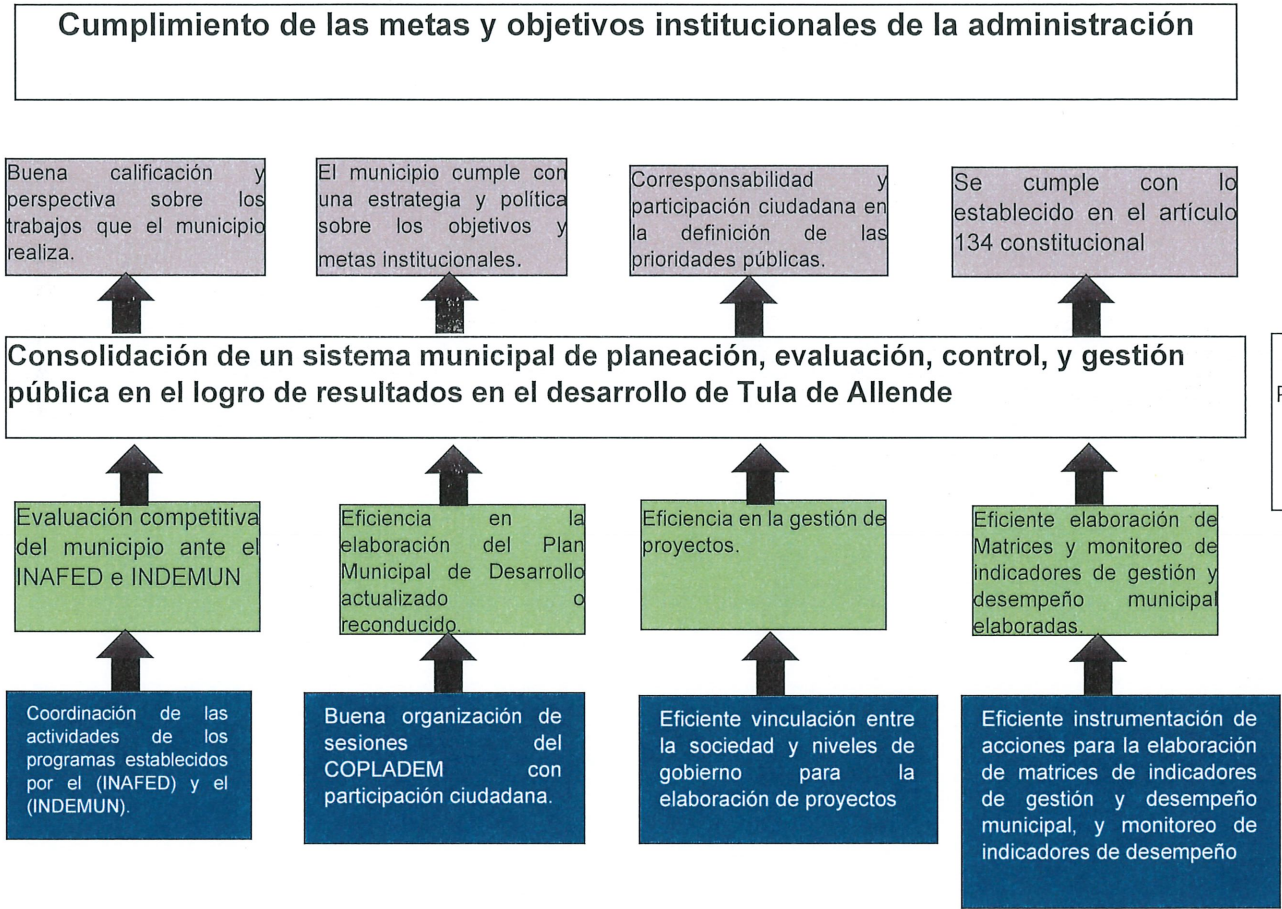 Cumplimiento de las metas y objetivos institucionales de la administración
Buena calificación y
perspectiva sobre los
trabajos que el municipio
realiza.
El municipio cumple con
una estrategia y política
sobre los objetivos y
metas institucionales.
Corresponsabilidad y
participación ciudadana en
la definición de las
prioridades públicas.
Se cumple con lo
establecido en el artículo
134 constitucional
Consolidación de un sistema municipal de planeación, evaluación, control, y gestión
pública en el logro de resultados en el desarrollo de Tula de Allende
Evaluación competitiva
del municipio ante el
INAFED e INDEMUN
Eficiencia en la
elaboración del Plan
Municipal de Desarrollo
actualizado o
reconducido.
Eficiencia en la gestión de
proyectos.
Eficiente elaboración de
Matrices y monitoreo de
indicadores de gestión y
desempeño municipal
elaboradas.
Coordinación de las
actividades de los
programas establecidos
por el (INAFED) y el
(INDEMUN).
Buena organización de
sesiones del
COPLADEM con
participación ciudadana.
Eficiente vinculación entre
la sociedad y niveles de
gobierno para la
elaboración de proyectos
Eficiente instrumentación de
acciones para la elaboración
de matrices de indicadores
de gestión y desempeño
municipal, y monitoreo de
indicadores de desempeño